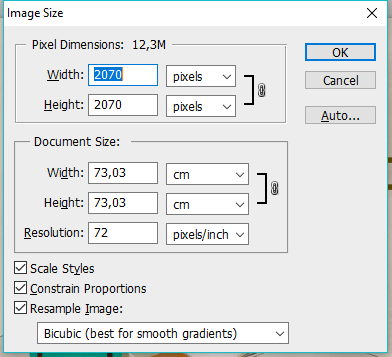 Image Size
Pixel Dimensions: 12,3M
Width: 2070 pixels
Height: 2070 pixels
OK
Cancel
Auto...
Document Size:
Width: 73,03 cm
Height: 73,03 cm
Resolution: 72 pixels/inch
Scale Styles
Constrain Proportions
Resample Image:
Bicubic (best for smooth gradients)